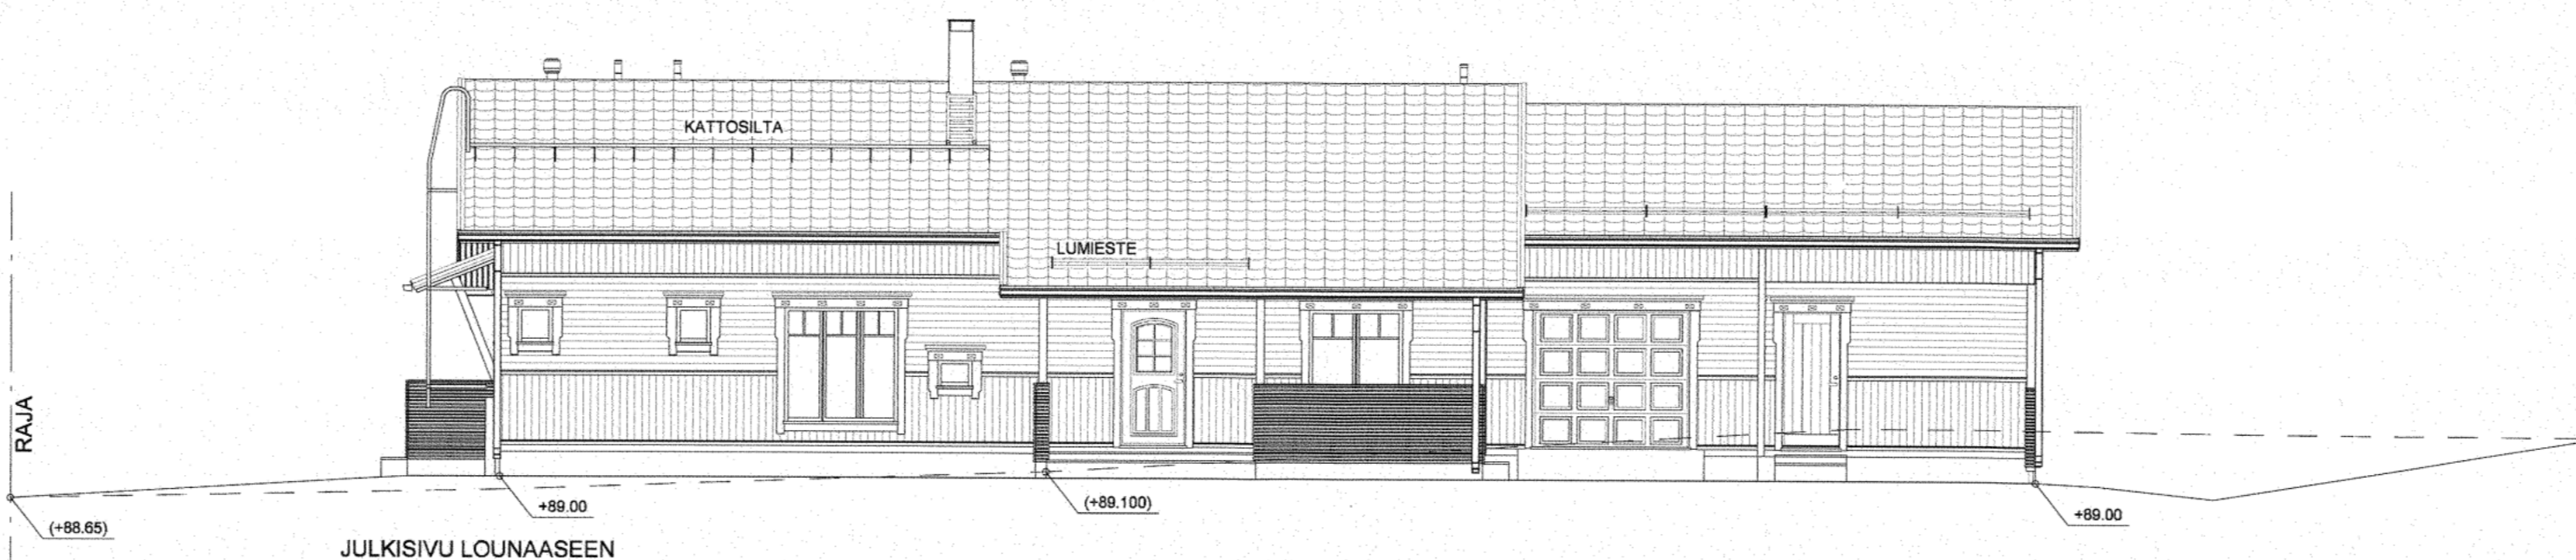 KATTOSILTA
LUMIESTE
RAJA
(+88.65)
+89.00
(+89.100)
+89.00
JULKISIVU LOUNAASEEN